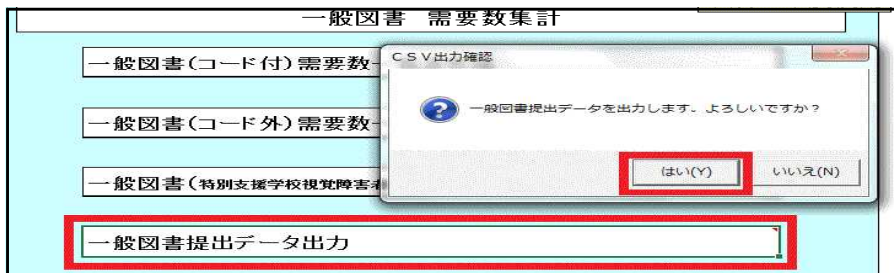 一般図書 需要数集計
一般図書(コード付)需要数
CSV出力確認
一般図書提出データを出力します。よろしいですか?
一般図書(コード外)需要数
はい(Y)
いいえ(N)
一般図書(特別支援学校視覚障害者
一般図書提出データ出力